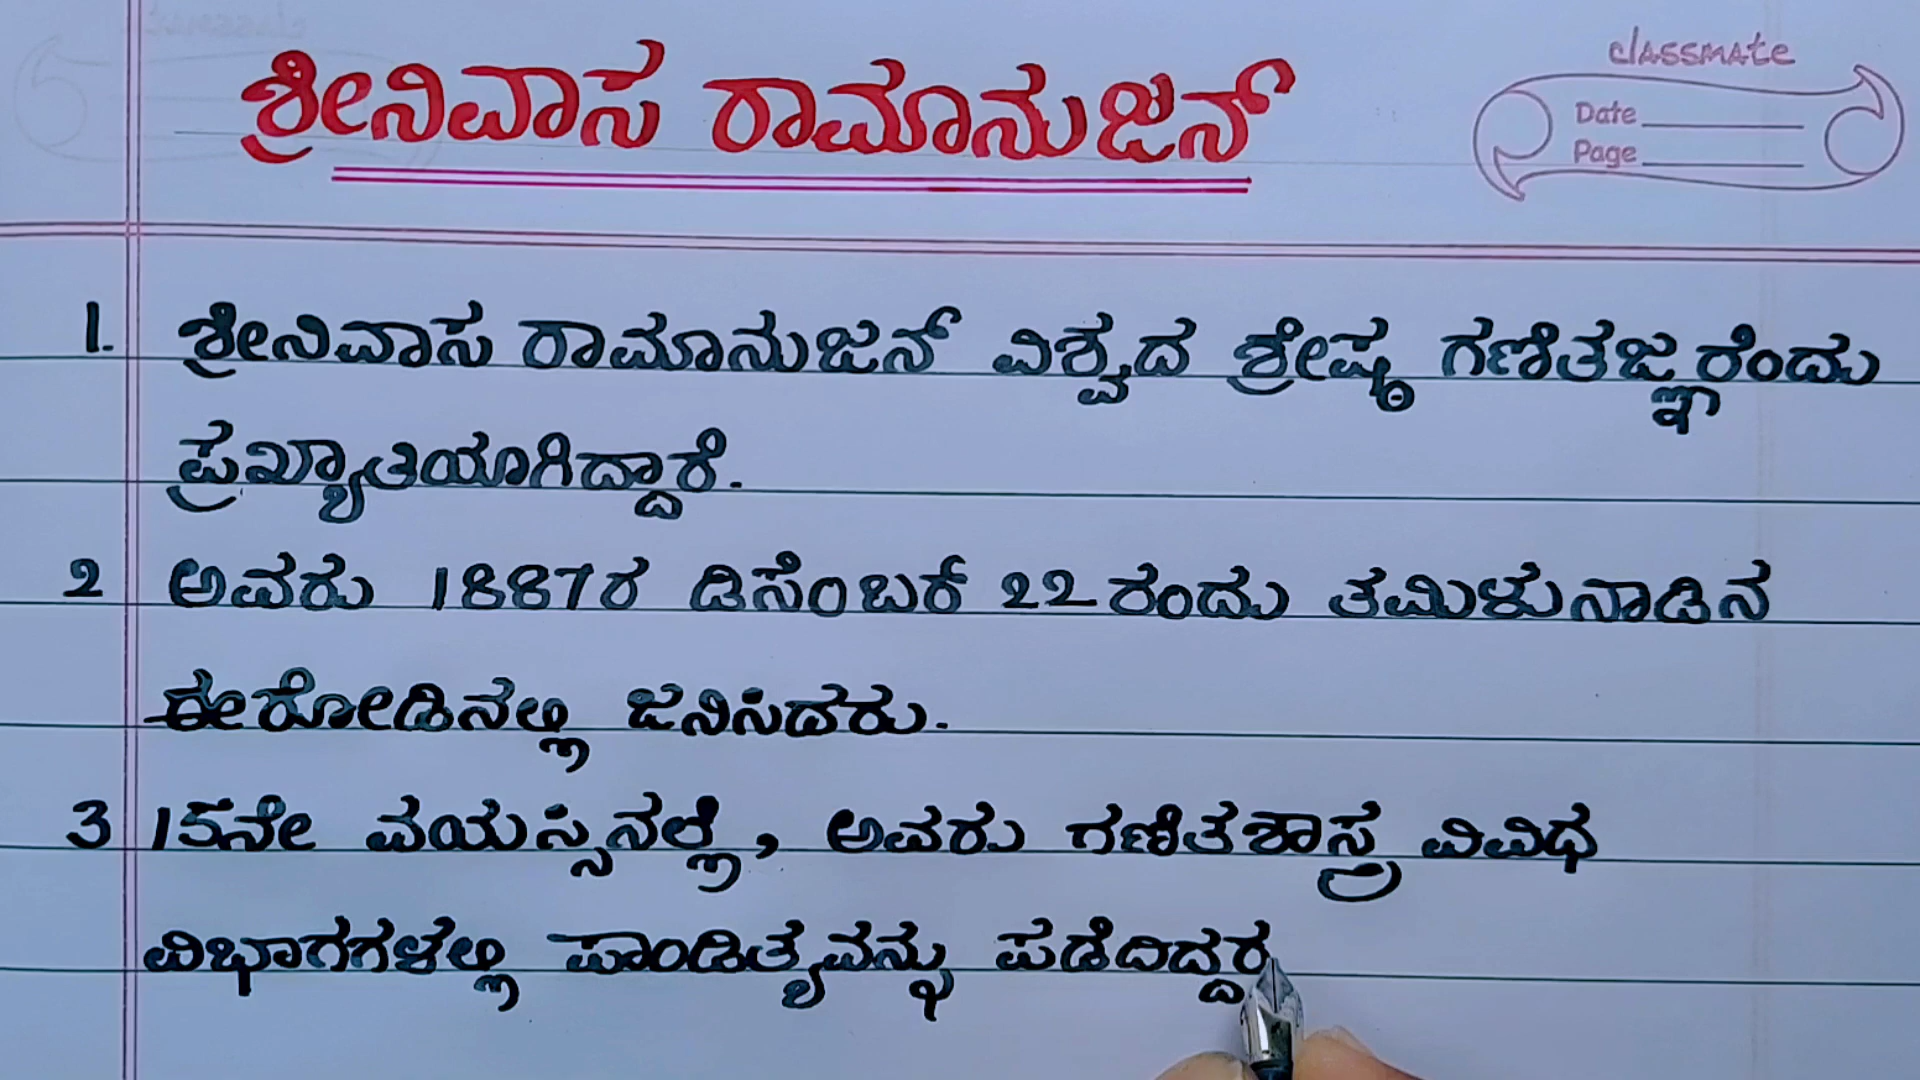 ಶ್ರೀನಿವಾಸ ರಾಮಾನುಜನ್
classmate
Date
Page
1. ಶ್ರೀನಿವಾಸ ರಾಮಾನುಜನ್ ವಿಶ್ವದ ಶ್ರೇಷ್ಠ ಗಣಿತಜ್ಞರೆಂದು
ಪ್ರಖ್ಯಾತಿಯಾಗಿದ್ದಾರೆ.
2 ಅವರು 1887ರ ಡಿಸೆಂಬರ್ 22 ರಂದು ತಮಿಳುನಾಡಿನ
ಈರೋಡಿನಲ್ಲಿ ಜನಿಸಿದರು.
3 15ನೇ ವಯಸ್ಸಿನಲ್ಲಿ, ಅವರು ಗಣಿತಶಾಸ್ತ್ರ ವಿವಿಧ
ವಿಭಾಗಗಳಲ್ಲಿ ಪಾಂಡಿತ್ಯವನ್ನು ಪಡೆದಿದ್ದರ